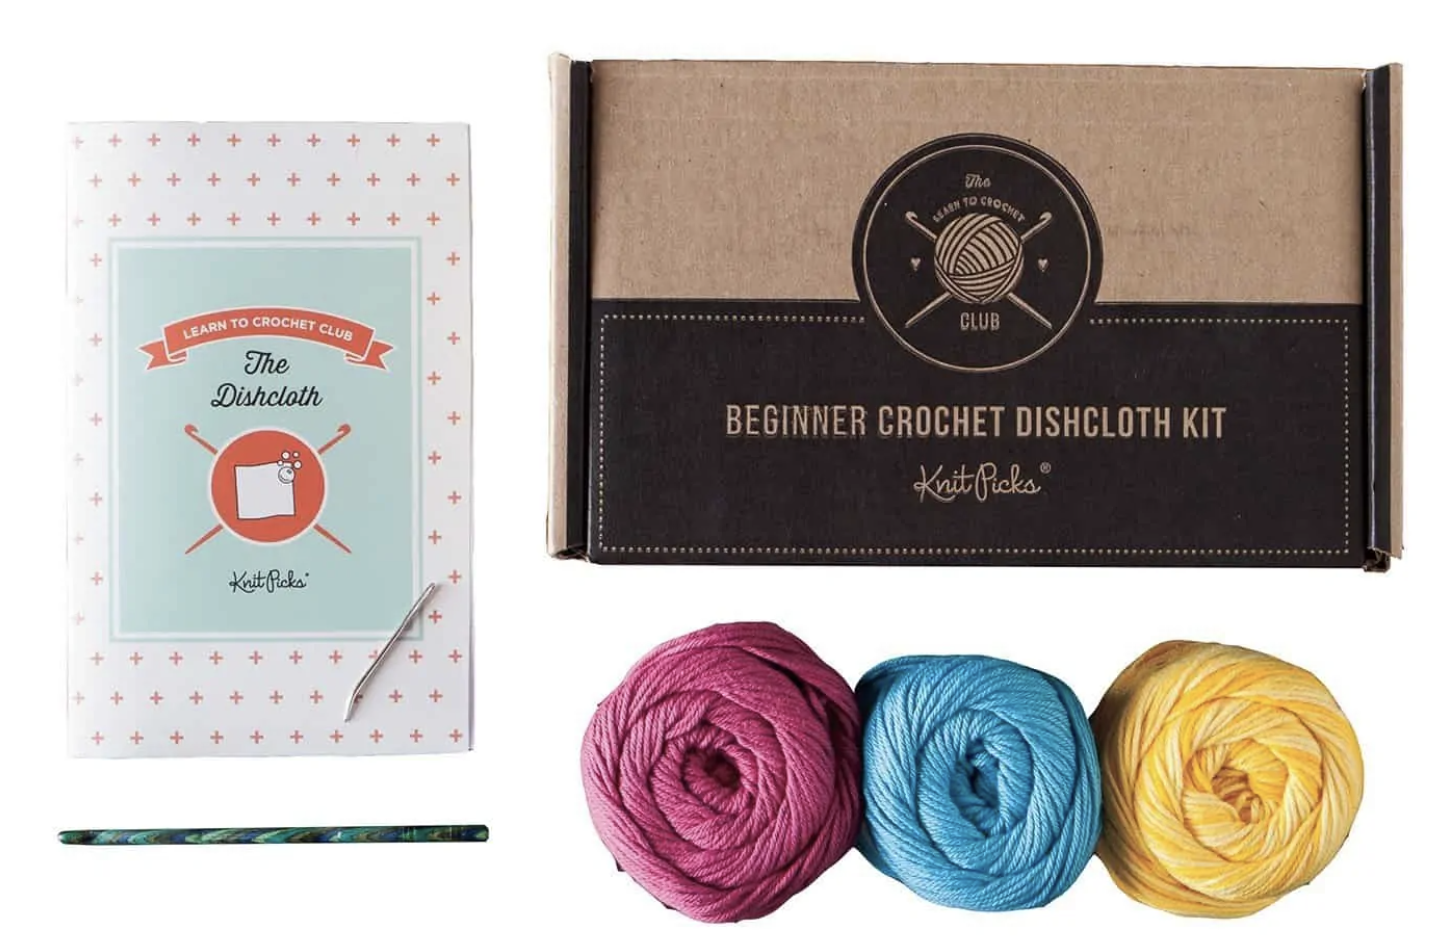 LEARN TO CROCHET CLUB
The
Dishcloth
KnitPicks®
The
LEARN TO CROCHET
CLUB
BEGINNER CROCHET DISHCLOTH KIT
KnitPicks®